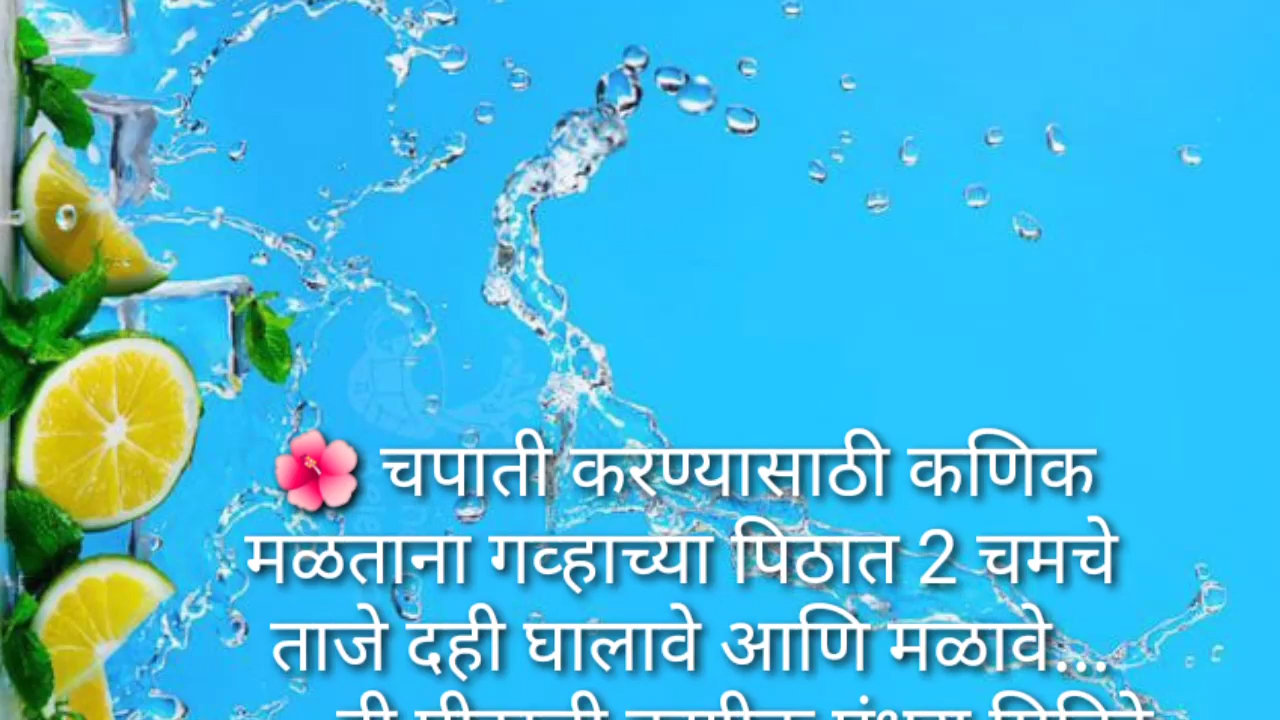 🌺 चपाती करण्यासाठी कणिक
मळताना गव्हाच्या पिठात 2 चमचे
ताजे दही घालावे आणि मळावे...